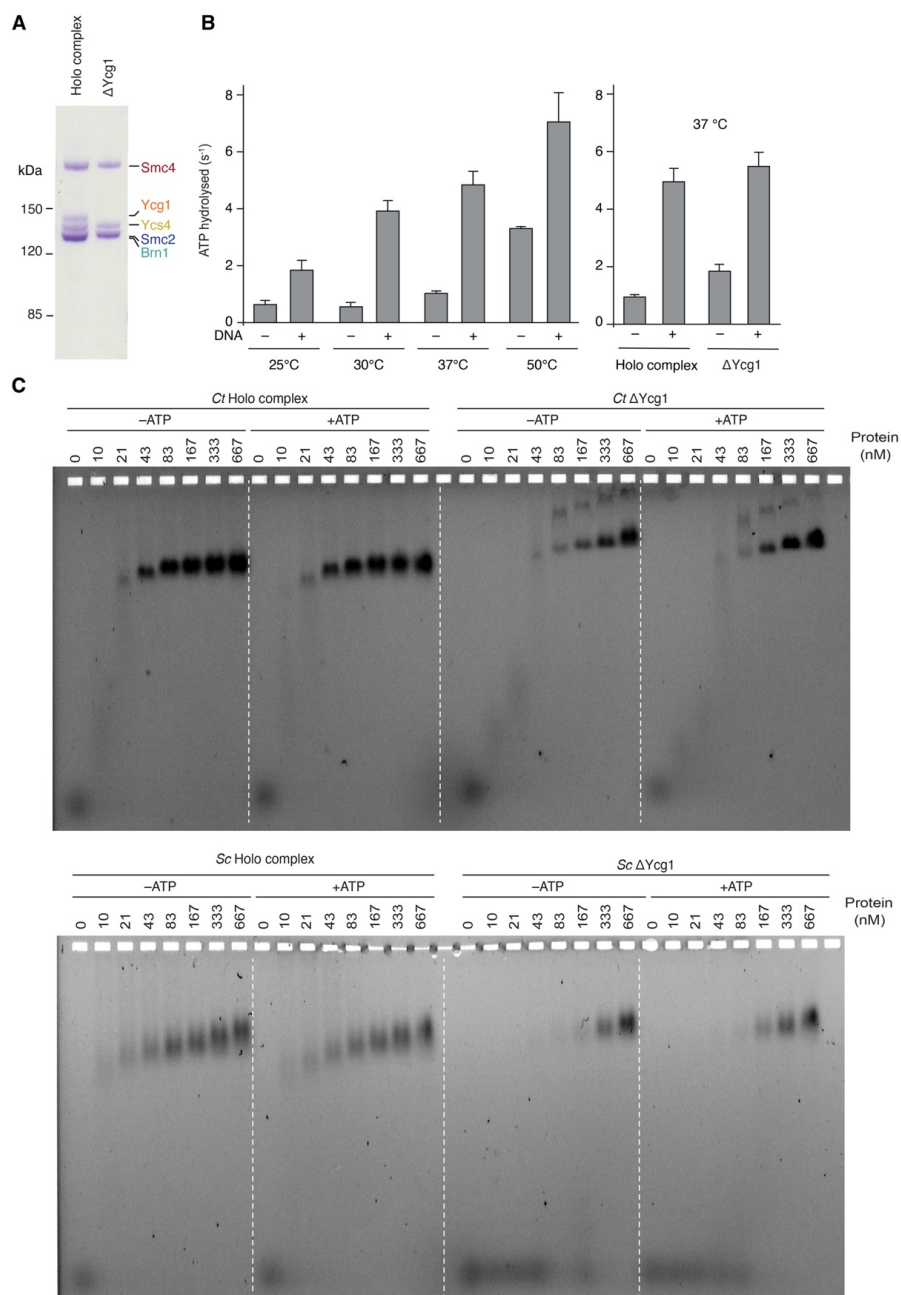 A
B
Holo complex
ΔYcg1
kDa
150
120
85
Smc4
Ycg1
Ycs4
Smc2
Brn1
ATP hydrolysed (s⁻¹)
8
6
4
2
0
DNA
– + – + – + – +
25°C 30°C 37°C 50°C
8
6
4
2
0
37 °C
– + – +
Holo complex ΔYcg1
C
Ct Holo complex Ct ΔYcg1
–ATP +ATP –ATP +ATP
0 10 21 43 83 167 333 667 0 10 21 43 83 167 333 667 0 10 21 43 83 167 333 667 0 10 21 43 83 167 333 667
Protein
(nM)
Sc Holo complex Sc ΔYcg1
–ATP +ATP –ATP +ATP
0 10 21 43 83 167 333 667 0 10 21 43 83 167 333 667 0 10 21 43 83 167 333 667 0 10 21 43 83 167 333 667
Protein
(nM)